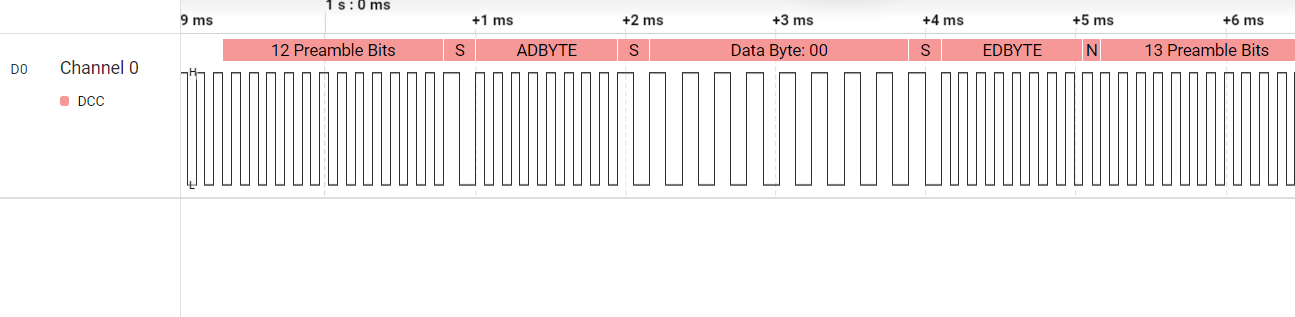 1 s : 0 ms
9 ms +1 ms +2 ms +3 ms +4 ms +5 ms +6 ms
12 Preamble Bits S ADBYTE S Data Byte: 00 S EDBYTE N 13 Preamble Bits
D0 Channel 0 H
DCC
L